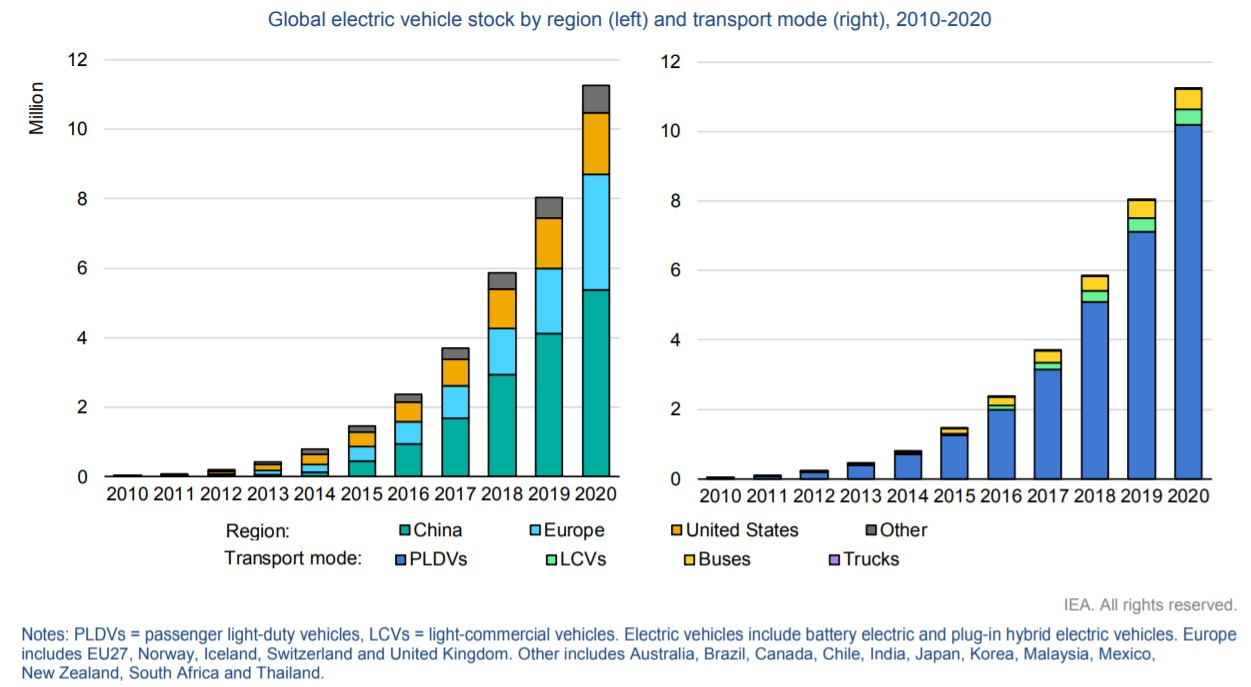 Global electric vehicle stock by region (left) and transport mode (right), 2010-2020
Million
12
10
8
6
4
2
0
2010 2011 2012 2013 2014 2015 2016 2017 2018 2019 2020
12
10
8
6
4
2
0
2010 2011 2012 2013 2014 2015 2016 2017 2018 2019 2020
Region: China Europe United States Other
Transport mode: PLDVs LCVs Buses Trucks
IEA. All rights reserved.
Notes: PLDVs = passenger light-duty vehicles, LCVs = light-commercial vehicles. Electric vehicles include battery electric and plug-in hybrid electric vehicles. Europe
includes EU27, Norway, Iceland, Switzerland and United Kingdom. Other includes Australia, Brazil, Canada, Chile, India, Japan, Korea, Malaysia, Mexico,
New Zealand, South Africa and Thailand.